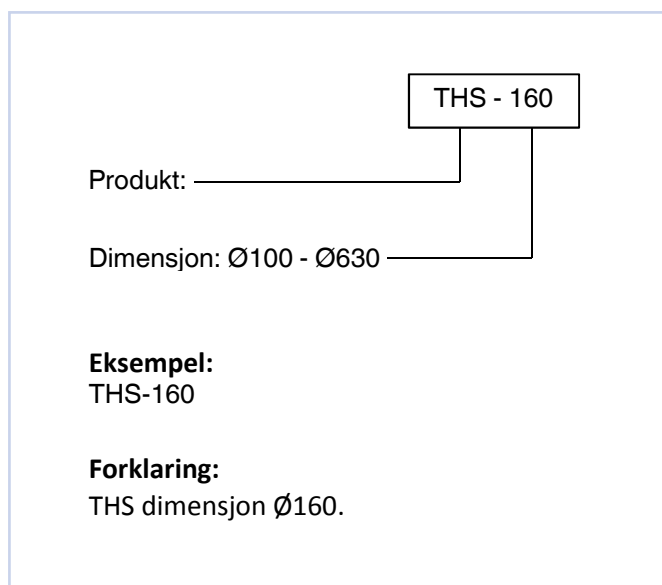 THS - 160
Produkt:
Dimensjon: Ø100 - Ø630
Eksempel:
THS-160
Forklaring:
THS dimensjon Ø160.